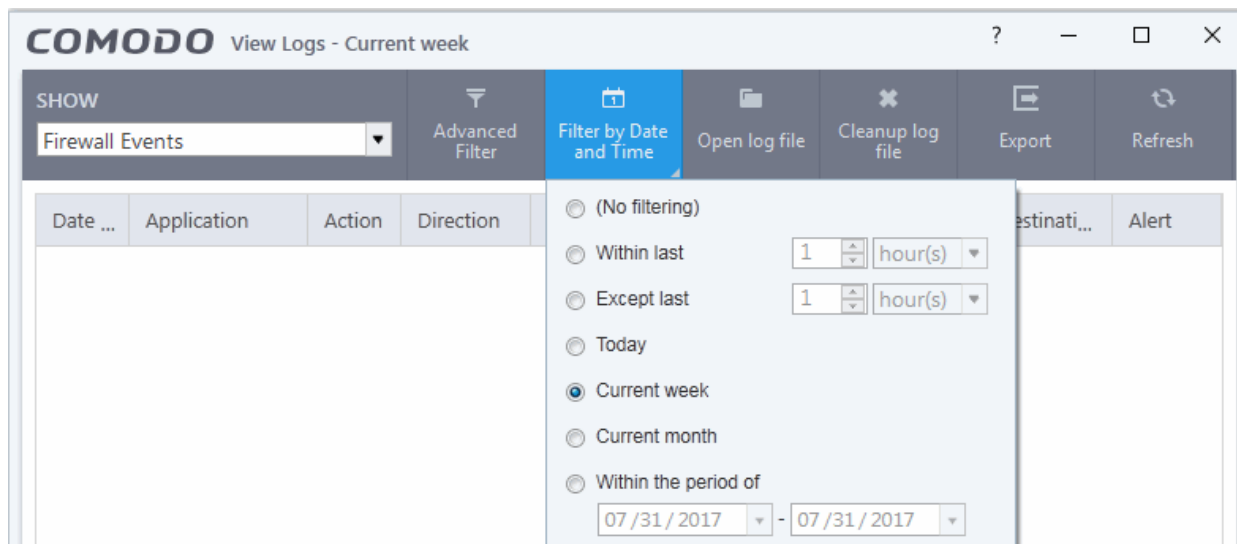 COMODO View Logs - Current week ?
SHOW
Firewall Events
Advanced Filter
Filter by Date and Time
Open log file
Cleanup log file
Export
Refresh
Date ... Application Action Direction estinati... Alert
(No filtering)
Within last 1 hour(s)
Except last 1 hour(s)
Today
Current week
Current month
Within the period of
07/31/2017 - 07/31/2017